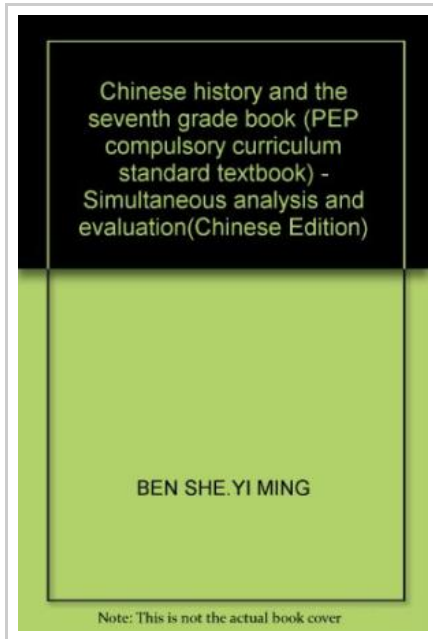 Chinese history and the
seventh grade book (PEP
compulsory curriculum
standard textbook) -
Simultaneous analysis and
evaluation(Chinese Edition)
BEN SHE.YI MING
Note: This is not the actual book cover